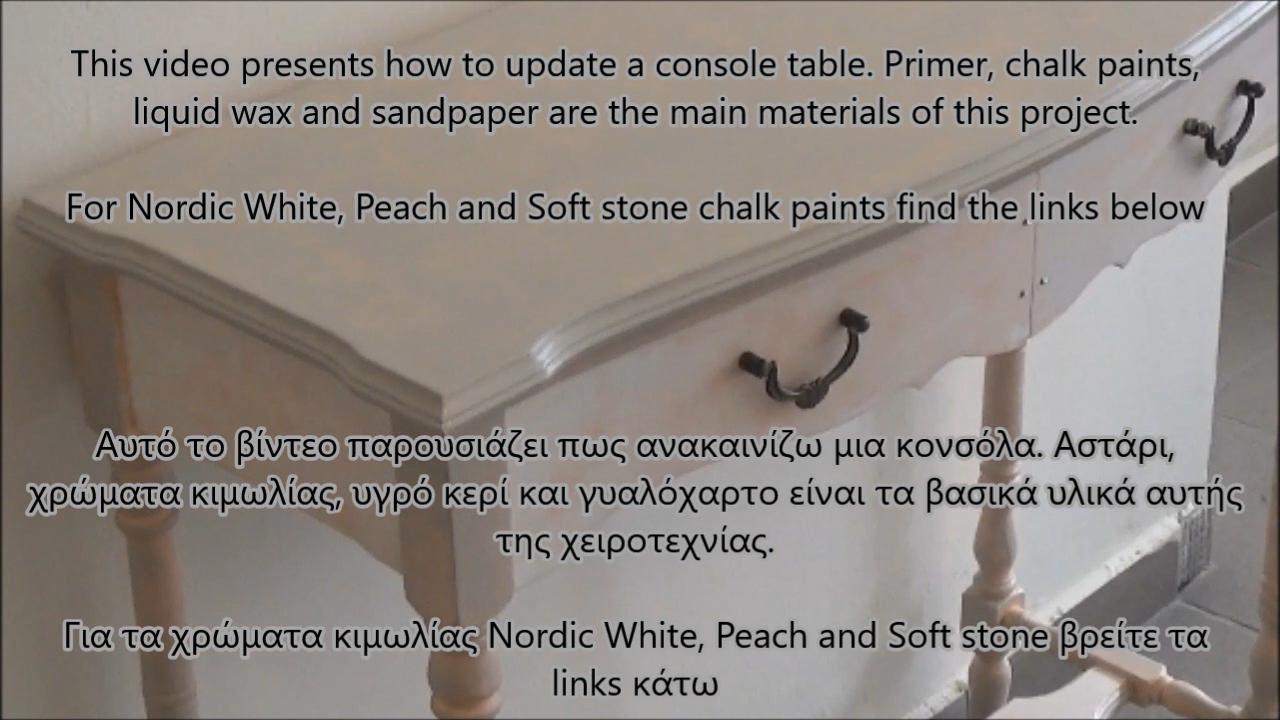 This video presents how to update a console table. Primer, chalk paints,
liquid wax and sandpaper are the main materials of this project.
For Nordic White, Peach and Soft stone chalk paints find the links below
Αυτό το βίντεο παρουσιάζει πως ανακαινίζω μια κονσόλα. Αστάρι,
χρώματα κιμωλίας, υγρό κερί και γυαλόχαρτο είναι τα βασικά υλικά αυτής
της χειροτεχνίας.
Για τα χρώματα κιμωλίας Nordic White, Peach and Soft stone βρείτε τα
links κάτω